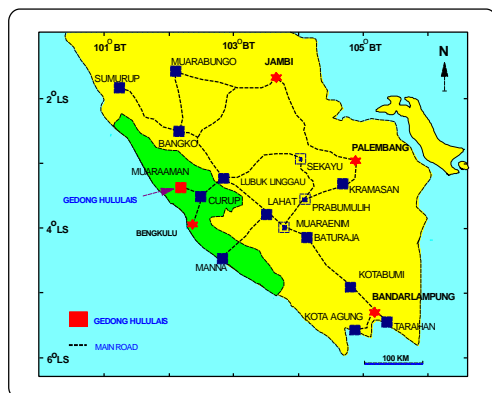 101°BT
103°BT
105°BT
N
MUARABUNGO
JAMBI
SUMURUP
2°LS
BANGKO
PALEMBANG
MUARAAMAN
SEKAYU
LUBUK LINGGAU
KRAMASAN
GEDONG HULULAIS
CURUP
LAHAT
PRABUMULIH
MUARAENIM
4°LS
BENGKULU
BATURAJA
MANNA
KOTABUMI
BANDARLAMPUNG
KOTA AGUNG
TARAHAN
GEDONG HULULAIS
MAIN ROAD
6°LS
100 KM